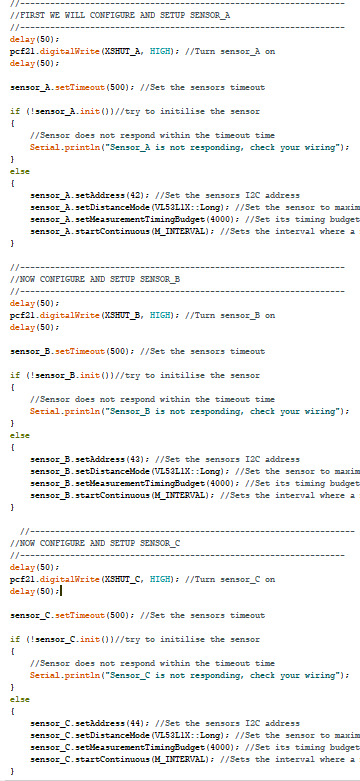 //-----------------------------------------------------------------
//FIRST WE WILL CONFIGURE AND SETUP SENSOR_A
//-----------------------------------------------------------------
delay(50);
pcf21.digitalWrite(XSHUT_A, HIGH); //Turn sensor_A on
delay(50);
sensor_A.setTimeout(500); //Set the sensors timeout
if (!sensor_A.init())//try to initilise the sensor
{
//Sensor does not respond within the timeout time
Serial.println("Sensor_A is not responding, check your wiring");
}
else
{
sensor_A.setAddress(42); //Set the sensors I2C address
sensor_A.setDistanceMode(VL53L1X::Long); //Set the sensor to maxim
sensor_A.setMeasurementTimingBudget(4000); //Set its timing budget
sensor_A.startContinuous(M_INTERVAL); //Sets the interval where a
}
//-----------------------------------------------------------------
//NOW CONFIGURE AND SETUP SENSOR_B
//-----------------------------------------------------------------
delay(50);
pcf21.digitalWrite(XSHUT_B, HIGH); //Turn sensor_B on
delay(50);
sensor_B.setTimeout(500); //Set the sensors timeout
if (!sensor_B.init())//try to initilise the sensor
{
//Sensor does not respond within the timeout time
Serial.println("Sensor_B is not responding, check your wiring");
}
else
{
sensor_B.setAddress(43); //Set the sensors I2C address
sensor_B.setDistanceMode(VL53L1X::Long); //Set the sensor to maxim
sensor_B.setMeasurementTimingBudget(4000); //Set its timing budget
sensor_B.startContinuous(M_INTERVAL); //Sets the interval where a
}
//-----------------------------------------------------------------
//NOW CONFIGURE AND SETUP SENSOR_C
//-----------------------------------------------------------------
delay(50);
pcf21.digitalWrite(XSHUT_C, HIGH); //Turn sensor_C on
delay(50);
sensor_C.setTimeout(500); //Set the sensors timeout
if (!sensor_C.init())//try to initilise the sensor
{
//Sensor does not respond within the timeout time
Serial.println("Sensor_C is not responding, check your wiring");
}
else
{
sensor_C.setAddress(44); //Set the sensors I2C address
sensor_C.setDistanceMode(VL53L1X::Long); //Set the sensor to maxim
sensor_C.setMeasurementTimingBudget(4000); //Set its timing budget
sensor_C.startContinuous(M_INTERVAL); //Sets the interval where a
}